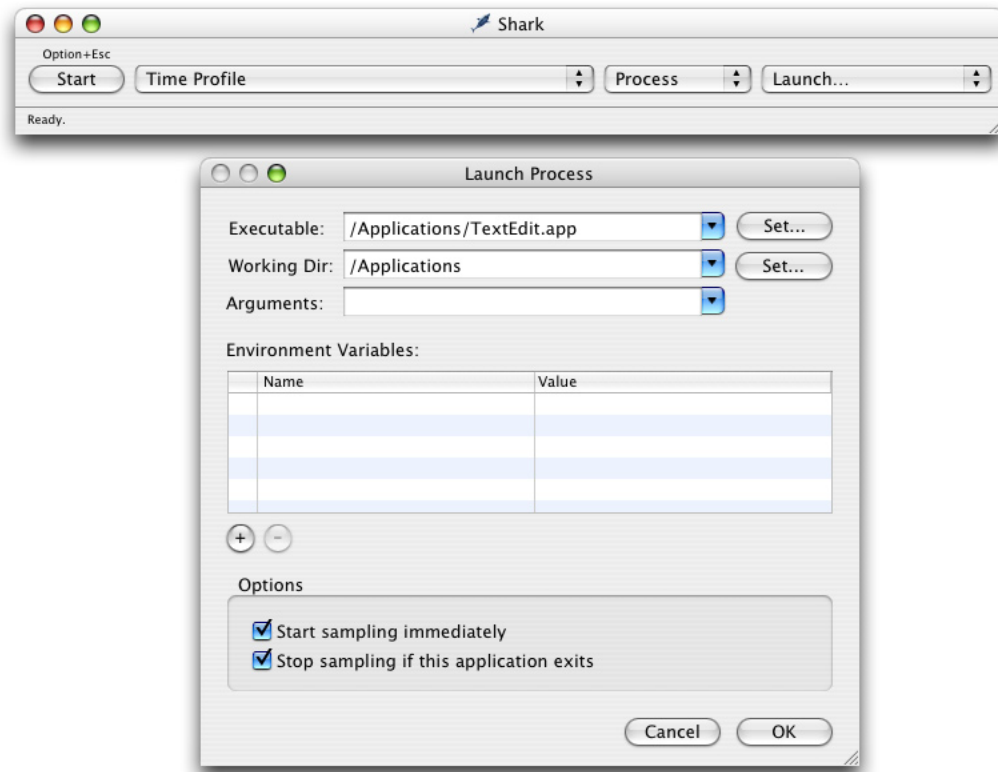 Shark
Option+Esc
Start Time Profile Process Launch...
Ready.
Launch Process
Executable: /Applications/TextEdit.app Set...
Working Dir: /Applications Set...
Arguments:
Environment Variables:
Name Value
+ -
Options
Start sampling immediately
Stop sampling if this application exits
Cancel OK